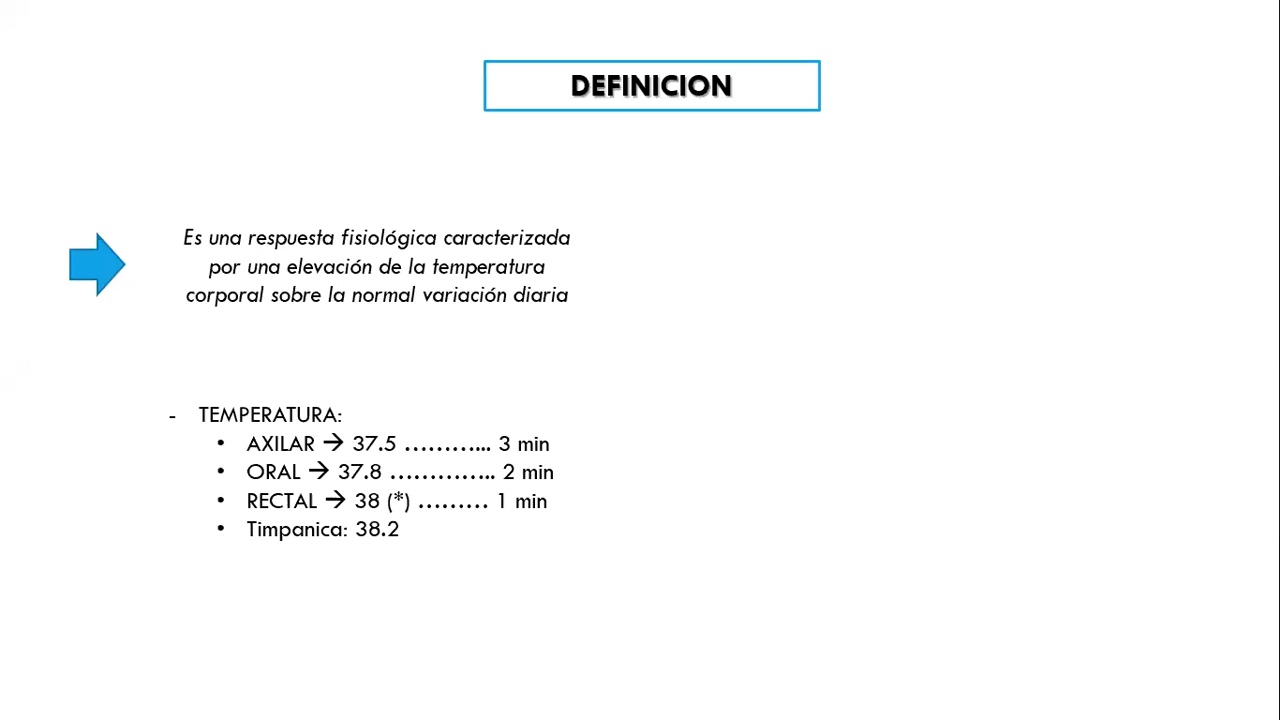 DEFINICION
Es una respuesta fisiológica caracterizada
por una elevación de la temperatura
corporal sobre la normal variación diaria
- TEMPERATURA:
• AXILAR → 37.5 ………... 3 min
• ORAL → 37.8 ………….. 2 min
• RECTAL → 38 (*) ……… 1 min
• Timpanica: 38.2